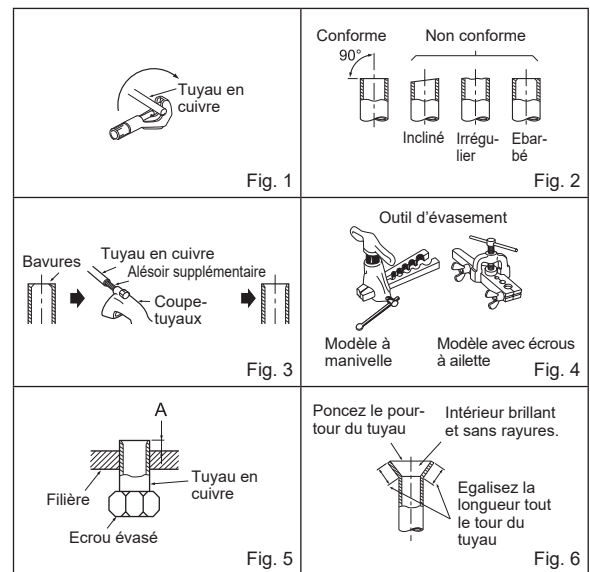 Tuyau en
cuivre
Fig. 1
Conforme
Non conforme
90°
Incliné
Irrégu-
lier
Ebar-
bé
Fig. 2
Bavures
Tuyau en cuivre
Alésoir supplémentaire
Coupe-
tuyaux
Fig. 3
Outil d’évasement
Modèle à
manivelle
Modèle avec écrous
à ailette
Fig. 4
A
Filière
Tuyau en
cuivre
Ecrou évasé
Fig. 5
Poncez le pour-
tour du tuyau
Intérieur brillant
et sans rayures.
Egalisez la
longueur tout
le tour du
tuyau
Fig. 6